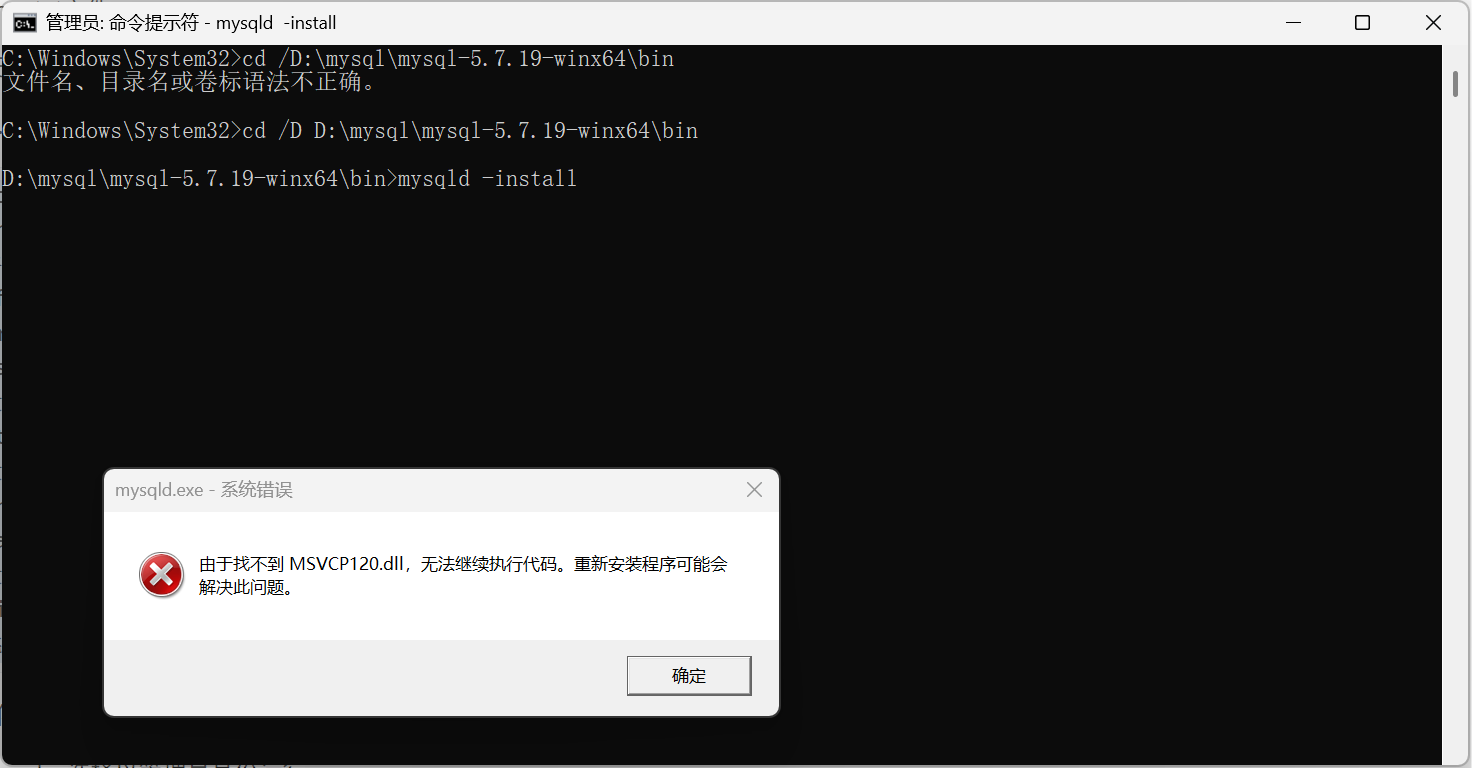 管理员: 命令提示符 - mysqld  -install
C:\Windows\System32>cd /D:\mysql\mysql-5.7.19-winx64\bin
文件名、目录名或卷标语法不正确。
C:\Windows\System32>cd /D D:\mysql\mysql-5.7.19-winx64\bin
D:\mysql\mysql-5.7.19-winx64\bin>mysqld -install
mysqld.exe - 系统错误
由于找不到 MSVCP120.dll，无法继续执行代码。重新安装程序可能会
解决此问题。
确定